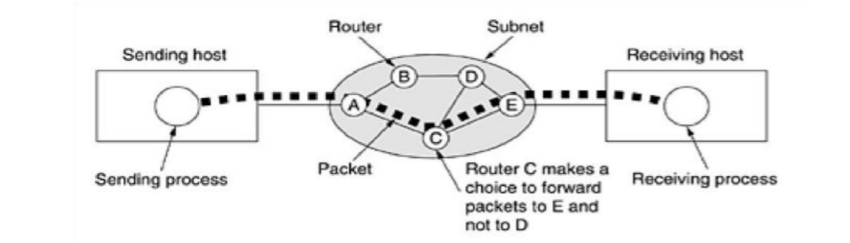 Router
Subnet
Sending host
Receiving host
B
D
A
E
C
Packet
Sending process
Router C makes a
choice to forward
packets to E and
not to D
Receiving process